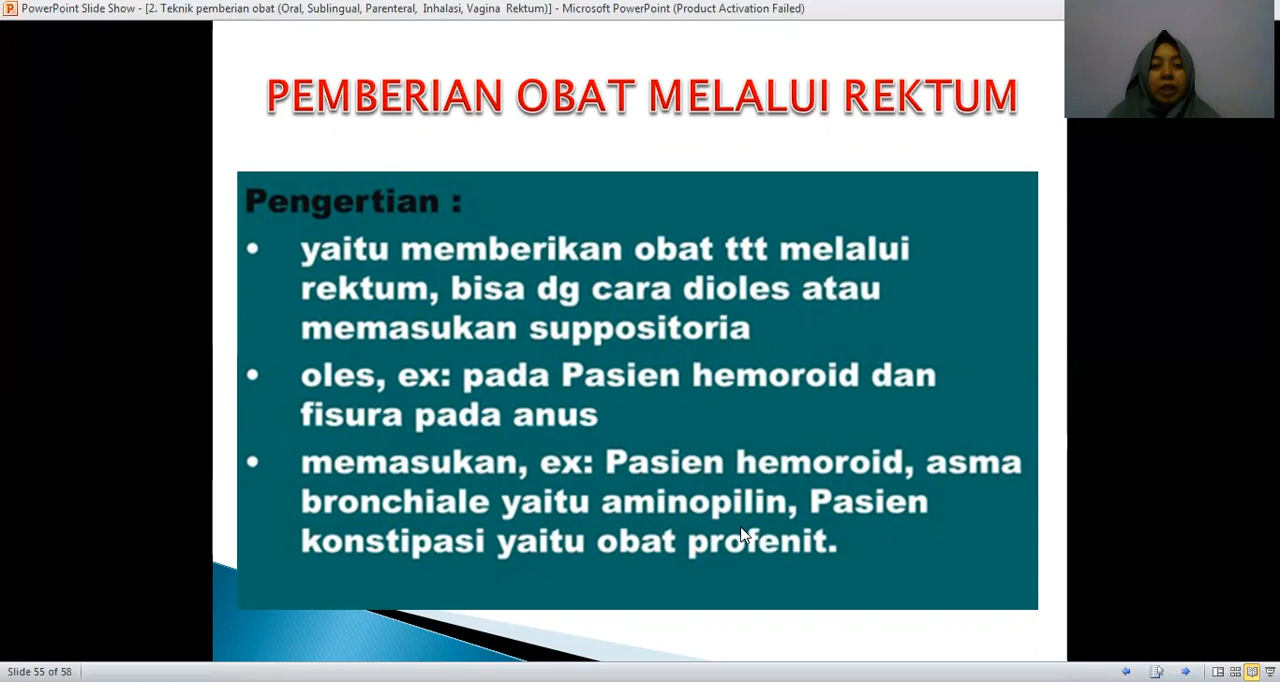 PowerPoint Slide Show - [2. Teknik pemberian obat (Oral, Sublingual, Parenteral, Inhalasi, Vagina Rektum)] - Microsoft PowerPoint (Product Activation Failed)
PEMBERIAN OBAT MELALUI REKTUM
Pengertian :
• yaitu memberikan obat ttt melalui
rektum, bisa dg cara dioles atau
memasukan suppositoria
• oles, ex: pada Pasien hemoroid dan
fisura pada anus
• memasukan, ex: Pasien hemoroid, asma
bronchiale yaitu aminopilin, Pasien
konstipasi yaitu obat profenit.
Slide 55 of 58